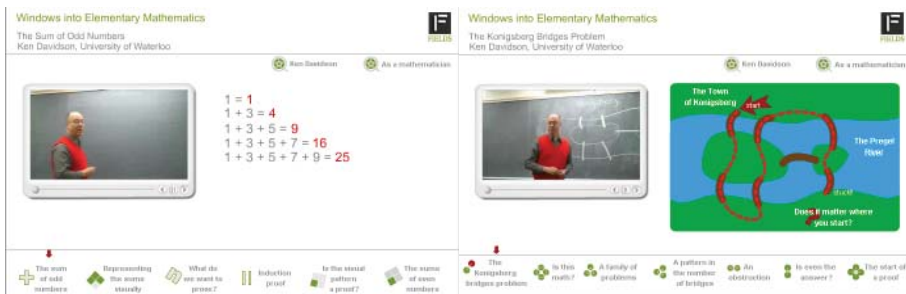 Windows into Elementary Mathematics
The Sum of Odd Numbers
Ken Davidson, University of Waterloo
FIELDS
Ken Davidson
As a mathematician
1 = 1
1 + 3 = 4
1 + 3 + 5 = 9
1 + 3 + 5 + 7 = 16
1 + 3 + 5 + 7 + 9 = 25
The sum
of odd
numbers
Representing
the sums
visually
What do
we want to
prove?
Induction
proof
Is the visual
pattern
a proof?
The sums
of even
numbers
Windows into Elementary Mathematics
The Konigsberg Bridges Problem
Ken Davidson, University of Waterloo
FIELDS
Ken Davidson
As a mathematician
The Town
of Konigsberg
start
The Pregel
River
stuck!
Does it matter where
you start?
The
Konigsberg
bridges problem
Is this
math?
A family of
problems
A pattern in
the number
of bridges
An
obstruction
Is even the
answer?
The start of
a proof